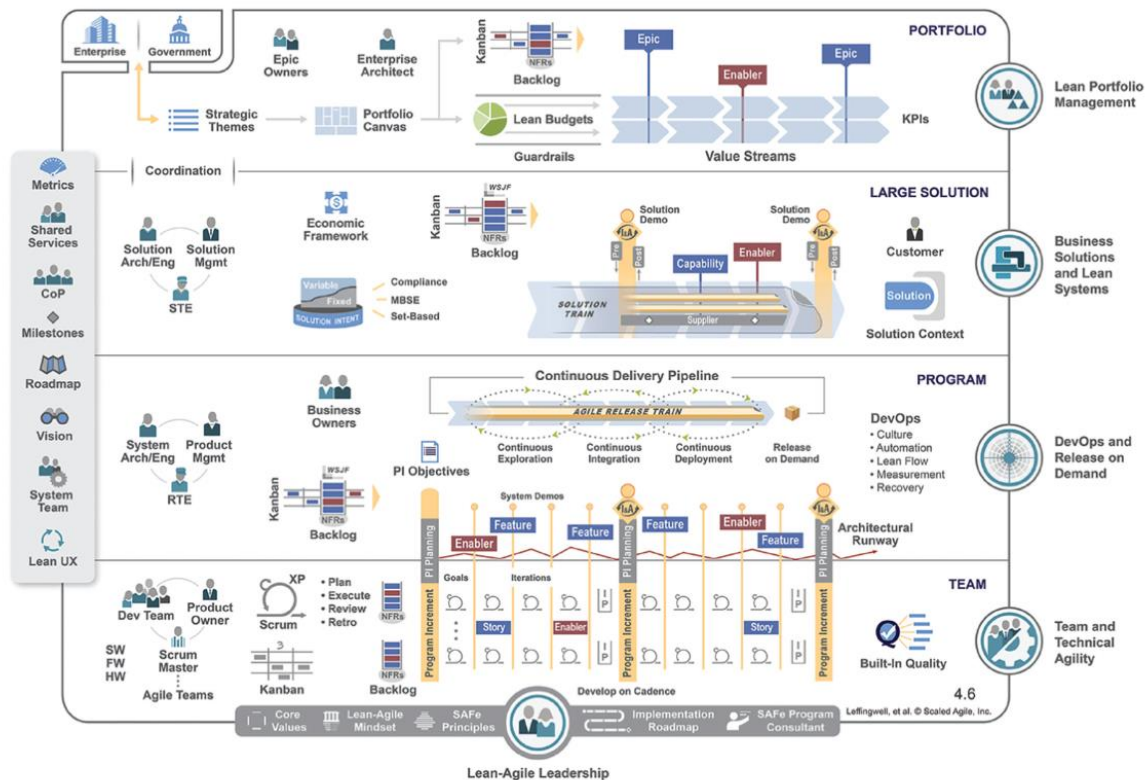 Enterprise
Government
Epic
Owners
Enterprise
Architect
Kanban
NFRs
Backlog
Epic
Enabler
Epic
PORTFOLIO
Strategic
Themes
Portfolio
Canvas
Lean Budgets
Guardrails
Value Streams
KPIs
Lean Portfolio
Management
Coordination
Metrics
Shared
Services
CoP
Milestones
Roadmap
Vision
System
Team
Lean UX
LARGE SOLUTION
Solution
Arch/Eng
Solution
Mgmt
STE
Economic
Framework
Variable
Fixed
SOLUTION INTENT
Compliance
MBSE
Set-Based
Kanban
WSJF
NFRs
Backlog
Solution
Demo
I&A
Pre
Post
Capability
Enabler
Solution
Demo
I&A
Pre
Post
SOLUTION
TRAIN
Supplier
Customer
Solution
Solution Context
Business
Solutions
and Lean
Systems
PROGRAM
System
Arch/Eng
Product
Mgmt
RTE
Business
Owners
Kanban
WSJF
NFRs
Backlog
Continuous Delivery Pipeline
AGILE RELEASE TRAIN
Continuous
Exploration
Continuous
Integration
Continuous
Deployment
Release
on Demand
DevOps
• Culture
• Automation
• Lean Flow
• Measurement
• Recovery
DevOps and
Release on
Demand
PI Objectives
System Demos
PI Planning
Enabler
Feature
Feature
I&A
PI Planning
Feature
Enabler
Feature
I&A
PI Planning
Architectural
Runway
TEAM
Dev Team
Product
Owner
Scrum
Master
SW
FW
HW
Agile Teams
XP
Scrum
• Plan
• Execute
• Review
• Retro
Kanban
NFRs
NFRs
Backlog
Program Increment
Goals
Iterations
Story
Enabler
I P
I P
Program Increment
Story
I P
I P
Program Increment
Develop on Cadence
Built-In Quality
Team and
Technical
Agility
4.6
Leffingwell, et al. © Scaled Agile, Inc.
Core
Values
Lean-Agile
Mindset
SAFe
Principles
Implementation
Roadmap
SAFe Program
Consultant
Lean-Agile Leadership